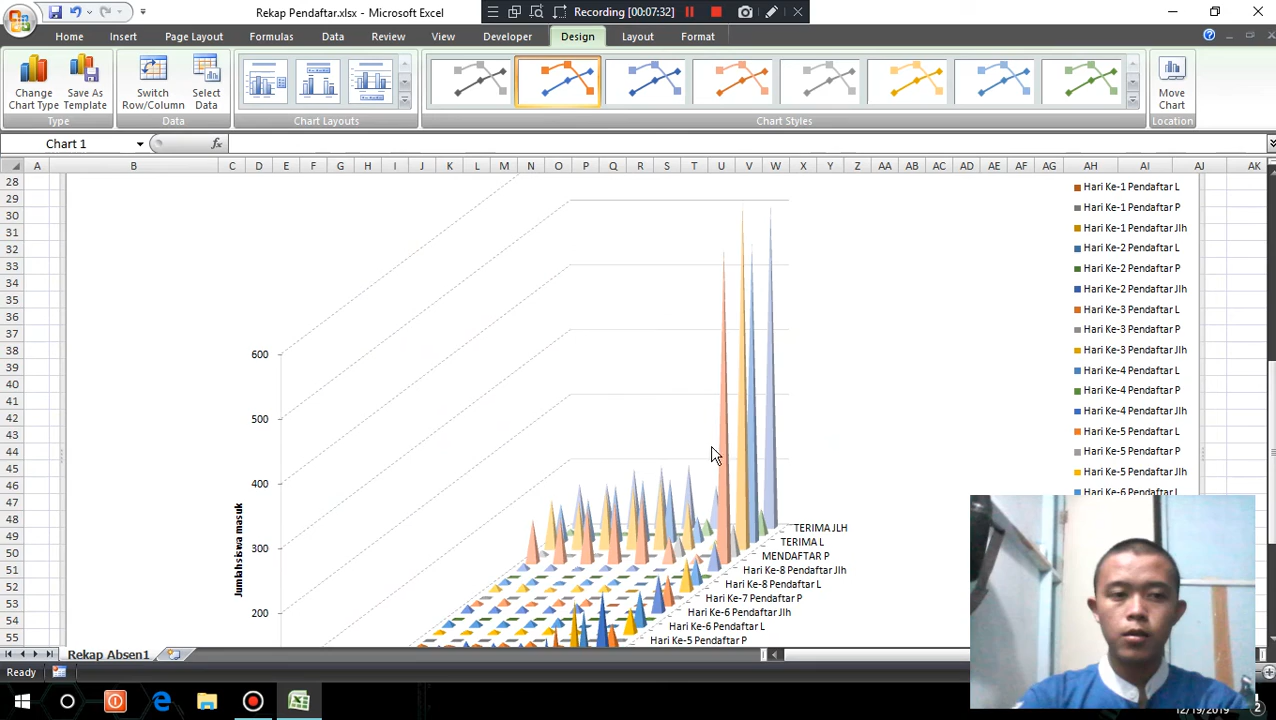 Rekap Pendaftar.xlsx - Microsoft Excel
Recording [00:07:32]
Home Insert Page Layout Formulas Data Review View Developer Design Layout Format
Change Chart Type
Save As Template
Switch Row/Column
Select Data
Move Chart
Type Data Chart Layouts Chart Styles Location
Chart 1
fx
A B C D E F G H I J K L M N O P Q R S T U V W X Y Z AA AB AC AD AE AF AG AH AI AJ AK
28
29
30
31
32
33
34
35
36
37
38
39
40
41
42
43
44
45
46
47
48
49
50
51
52
53
54
55
600
500
400
300
200
Jumlah siswa masuk
TERIMA JLH
TERIMA L
MENDAFTAR P
Hari Ke-8 Pendaftar Jlh
Hari Ke-8 Pendaftar L
Hari Ke-7 Pendaftar P
Hari Ke-6 Pendaftar Jlh
Hari Ke-6 Pendaftar L
Hari Ke-5 Pendaftar P
Hari Ke-1 Pendaftar L
Hari Ke-1 Pendaftar P
Hari Ke-1 Pendaftar Jlh
Hari Ke-2 Pendaftar L
Hari Ke-2 Pendaftar P
Hari Ke-2 Pendaftar Jlh
Hari Ke-3 Pendaftar L
Hari Ke-3 Pendaftar P
Hari Ke-3 Pendaftar Jlh
Hari Ke-4 Pendaftar L
Hari Ke-4 Pendaftar P
Hari Ke-4 Pendaftar Jlh
Hari Ke-5 Pendaftar L
Hari Ke-5 Pendaftar P
Hari Ke-5 Pendaftar Jlh
Hari Ke-6 Pendaftar L
Rekap Absen1
Ready
12/19/2019
2